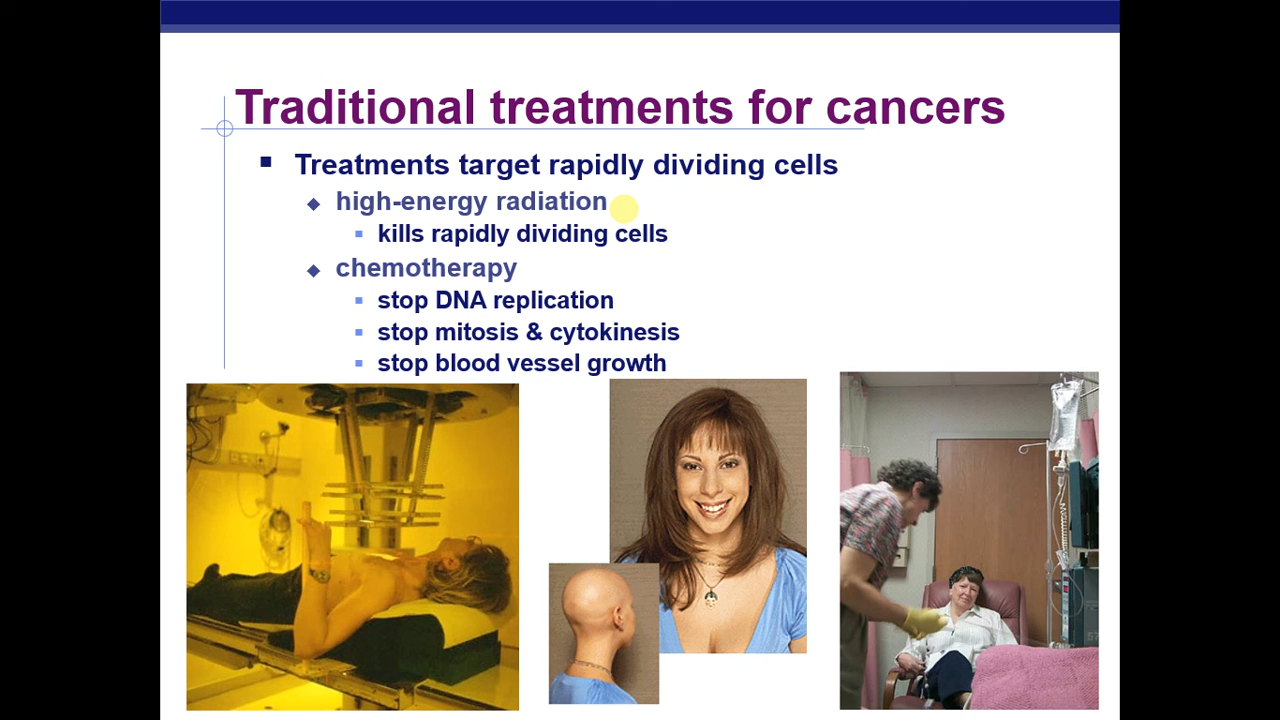 Traditional treatments for cancers
Treatments target rapidly dividing cells
high-energy radiation
kills rapidly dividing cells
chemotherapy
stop DNA replication
stop mitosis & cytokinesis
stop blood vessel growth